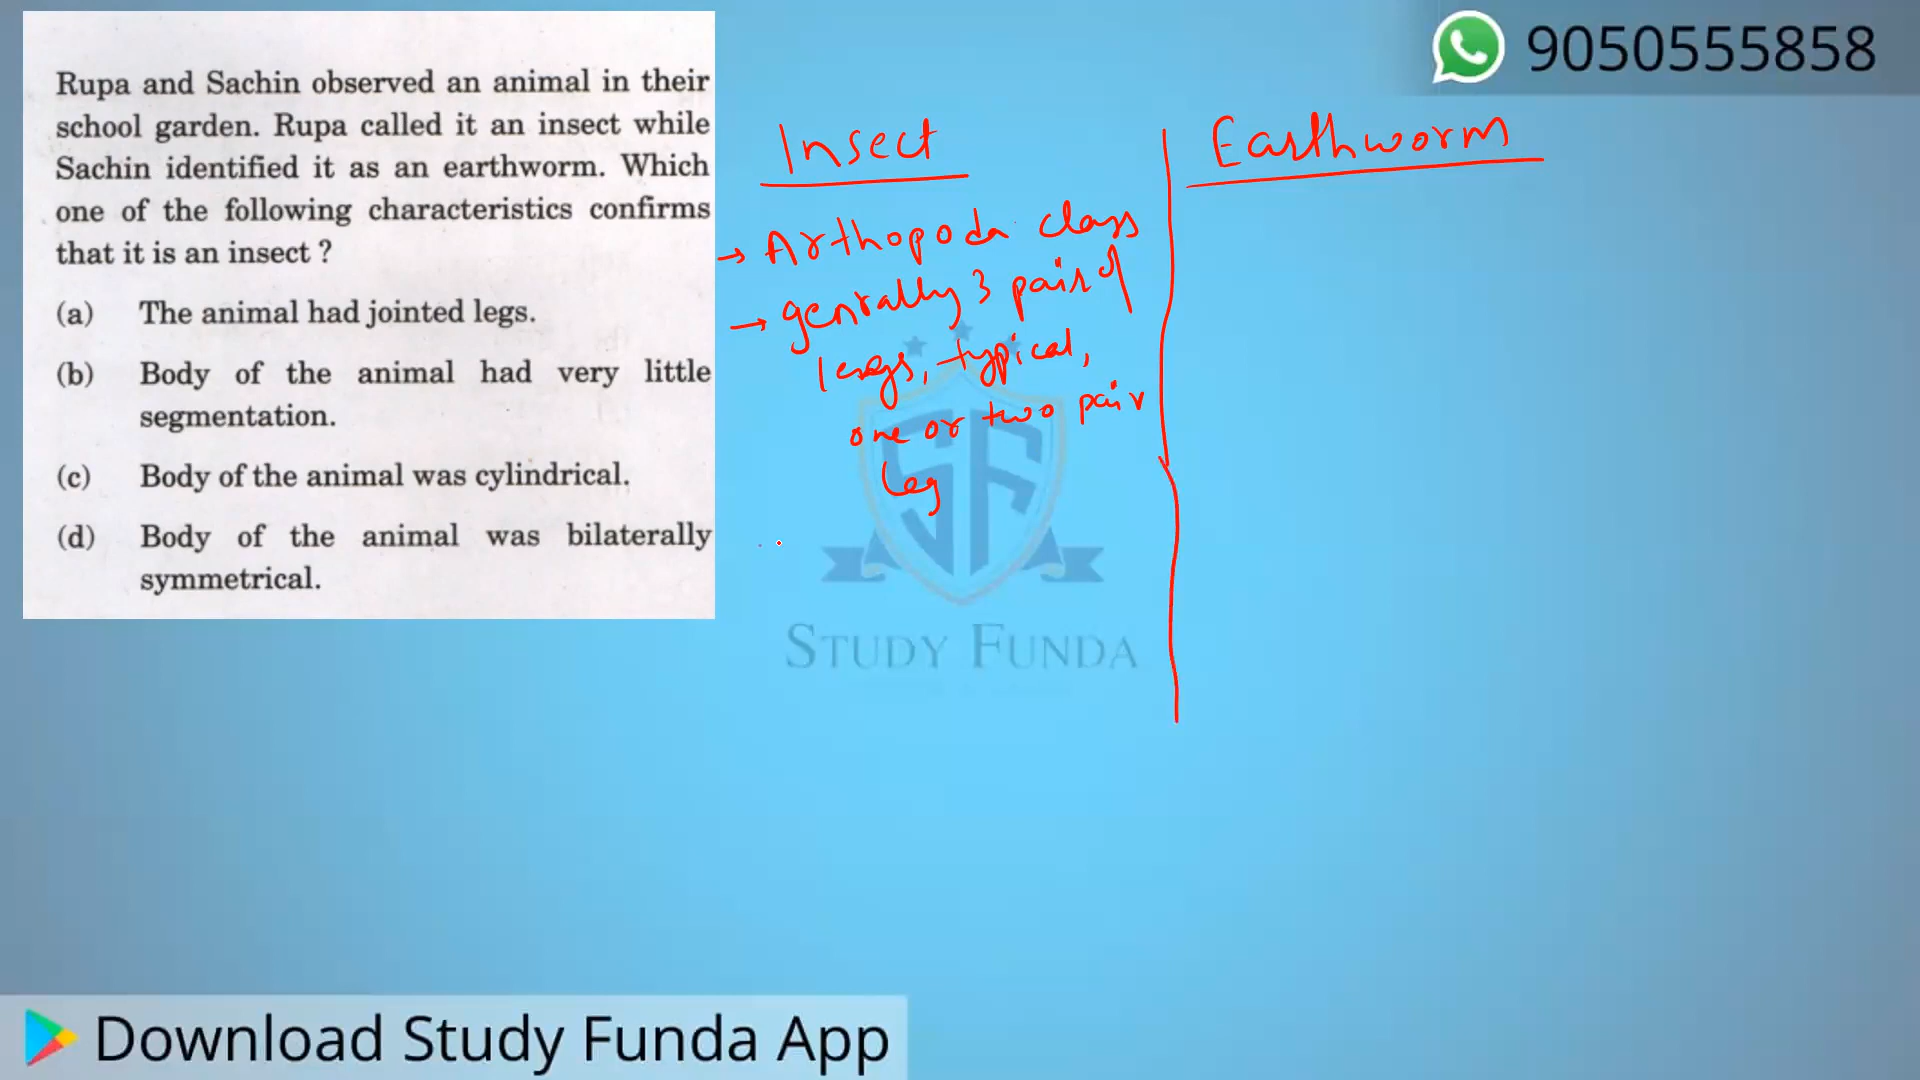 9050555858
Rupa and Sachin observed an animal in their
school garden. Rupa called it an insect while
Sachin identified it as an earthworm. Which
one of the following characteristics confirms
that it is an insect ?
(a) The animal had jointed legs.
(b) Body of the animal had very little
segmentation.
(c) Body of the animal was cylindrical.
(d) Body of the animal was bilaterally
symmetrical.
Insect
→ Arthopoda class
→ genrally 3 pair of
legs, typical,
one or two pair
leg
Earthworm
SF
STUDY FUNDA
Download Study Funda App